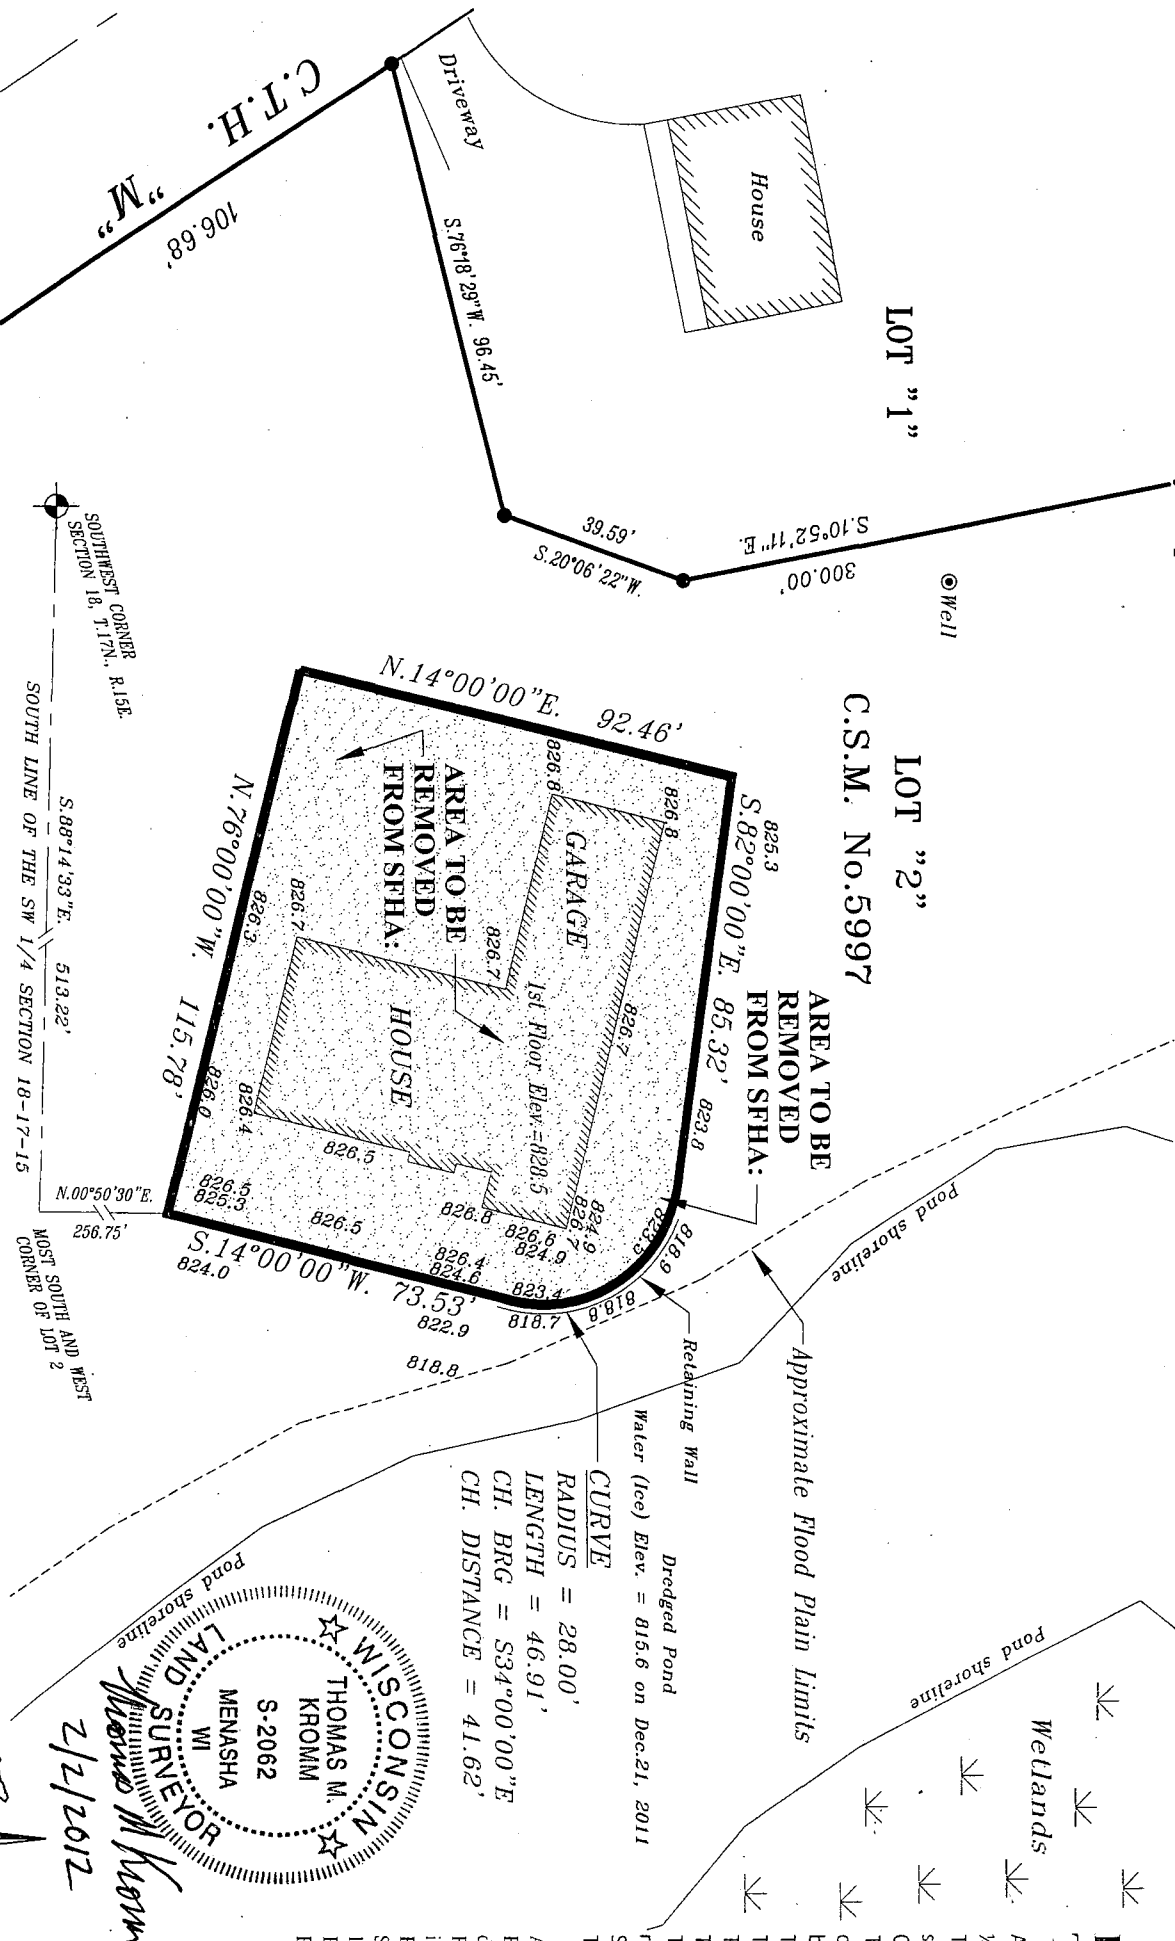 LOT "1"
House
Driveway
C.T.H. "M"
106.68'
S.76°18'29"W. 96.45'
39.59'
S.20°06'22"W.
S.10°52'11"E.
300.00'
Well
LOT "2"
C.S.M. No.5997
N.14°00'00"E. 92.46'
S.82°00'00"E. 85.32'
825.3
823.8
826.8
826.8
GARAGE
826.7
826.7
826.7
1st Floor Elev.=828.5
HOUSE
AREA TO BE
REMOVED
FROM SFHA:
AREA TO BE
REMOVED
FROM SFHA:
826.3
N.76°00'00"W. 115.78'
826.0
826.4
826.5
826.5
825.3
826.5
826.8
826.6
824.9
826.7
824.9
823.5
818.9
818.8
826.4
824.6
823.4
818.7
S.14°00'00"W. 73.53'
824.0
822.9
818.8
SOUTHWEST CORNER
SECTION 18, T.17N., R.15E.
S.88°14'33"E. 513.22'
SOUTH LINE OF THE SW 1/4 SECTION 18-17-15
N.00°50'30"E.
256.75'
MOST SOUTH AND WEST
CORNER OF LOT 2
Pond shoreline
Approximate Flood Plain Limits
Retaining Wall
Dredged Pond
Water (Ice) Elev. = 815.6 on Dec.21, 2011
CURVE
RADIUS = 28.00'
LENGTH = 46.91'
CH. BRG = S34°00'00"E
CH. DISTANCE = 41.62'
Pond shoreline
Pond shoreline
Wetlands
WISCONSIN
THOMAS M.
KROMM
S-2062
MENASHA
WI
LAND SURVEYOR
Thomas M Kromm
2/2/2012